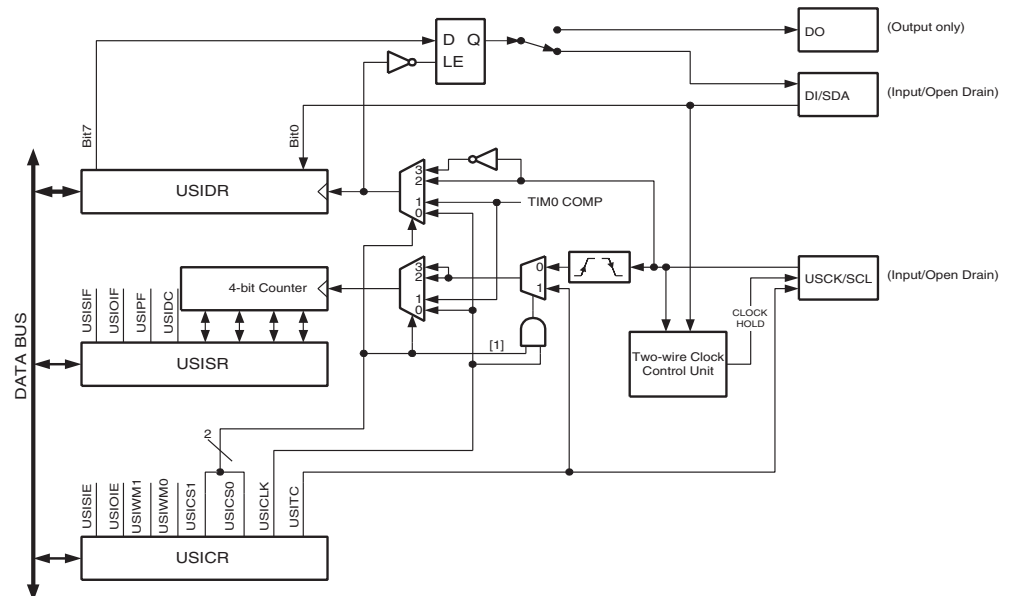 D Q
LE
DO
(Output only)
DI/SDA
(Input/Open Drain)
Bit7
Bit0
USIDR
3
2
1
0
TIM0 COMP
DATA BUS
4-bit Counter
3
2
1
0
0
1
USCK/SCL
(Input/Open Drain)
CLOCK
HOLD
USISIF
USIOIF
USIPF
USIDC
[1]
Two-wire Clock
Control Unit
USISR
2
USISIE
USIOIE
USIWM1
USIWM0
USICS1
USICS0
USICLK
USITC
USICR